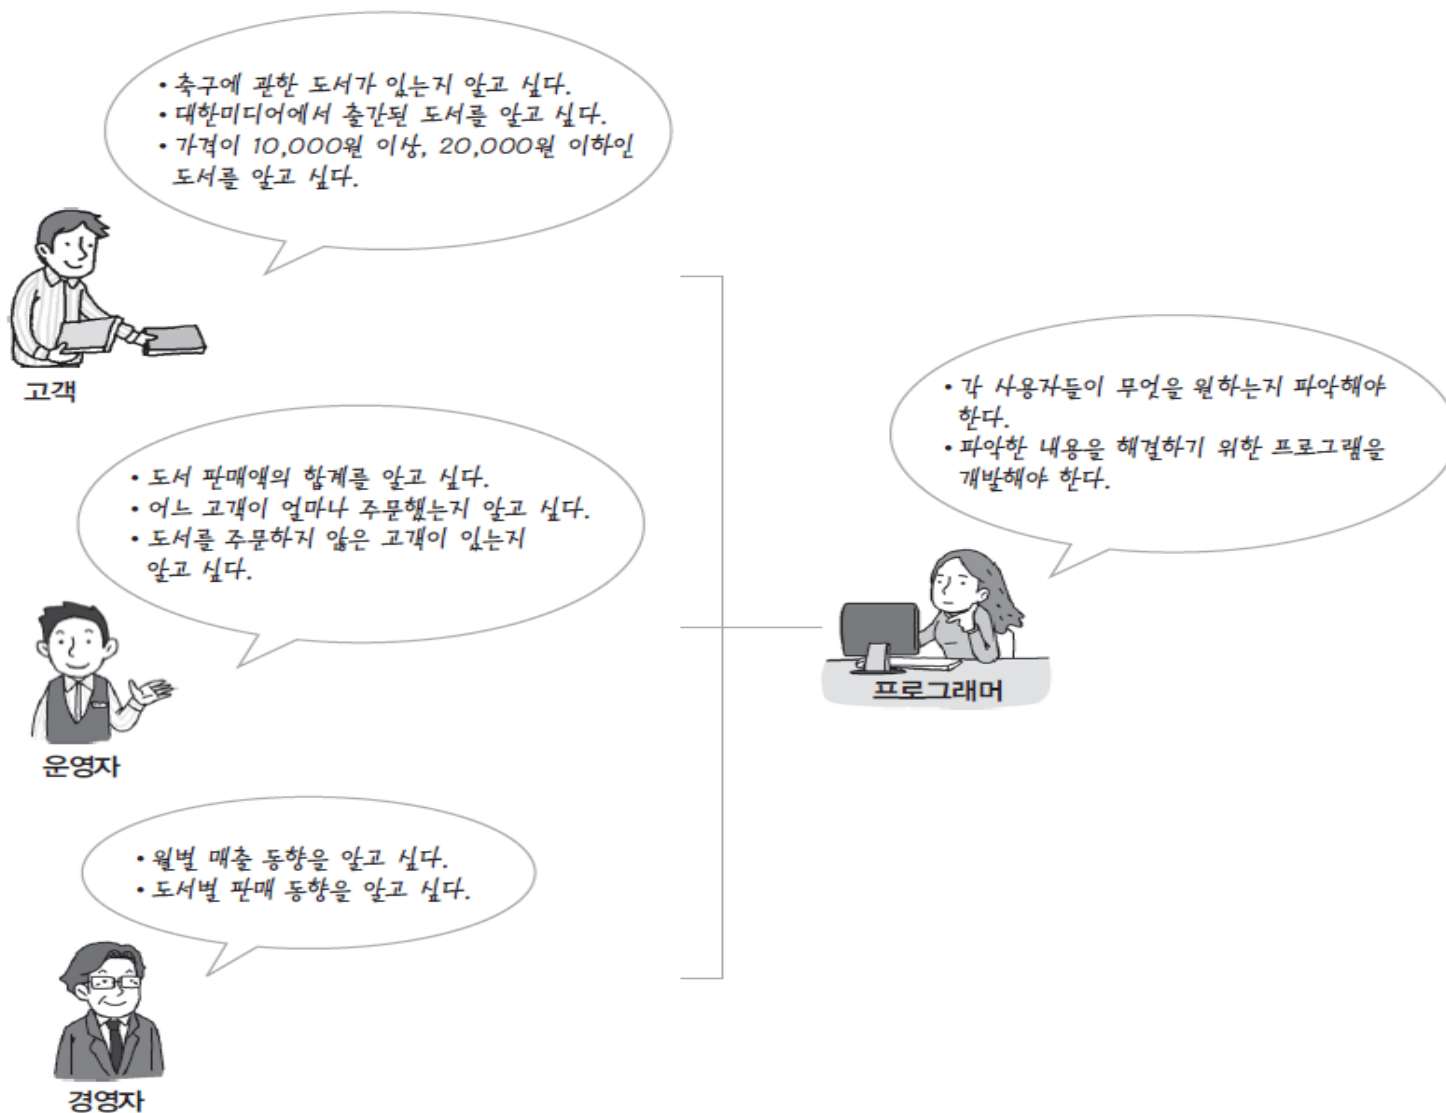 • 축구에 관한 도서가 있는지 알고 싶다.
• 대한미디어에서 출간된 도서를 알고 싶다.
• 가격이 10,000원 이상, 20,000원 이하인
도서를 알고 싶다.
고객
• 도서 판매액의 합계를 알고 싶다.
• 어느 고객이 얼마나 주문했는지 알고 싶다.
• 도서를 주문하지 않은 고객이 있는지
알고 싶다.
운영자
• 월별 매출 동향을 알고 싶다.
• 도서별 판매 동향을 알고 싶다.
경영자
• 각 사용자들이 무엇을 원하는지 파악해야
한다.
• 파악한 내용을 해결하기 위한 프로그램을
개발해야 한다.
프로그래머